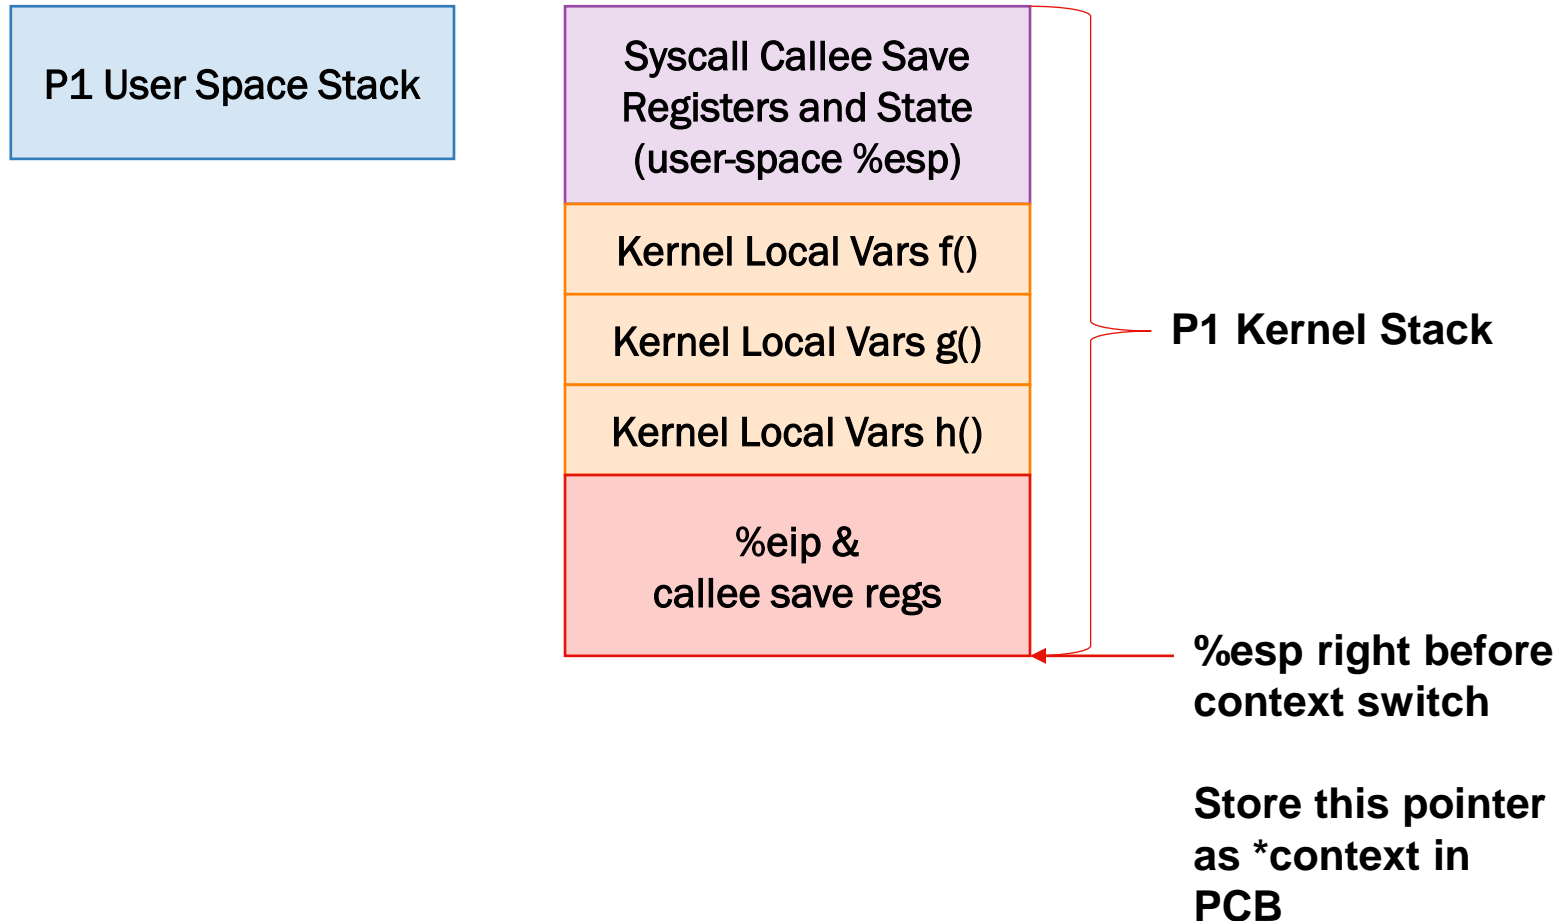 P1 User Space Stack
Syscall Callee Save
Registers and State
(user-space %esp)
Kernel Local Vars f()
Kernel Local Vars g()
Kernel Local Vars h()
%eip &
callee save regs
P1 Kernel Stack
%esp right before
context switch
Store this pointer
as *context in
PCB